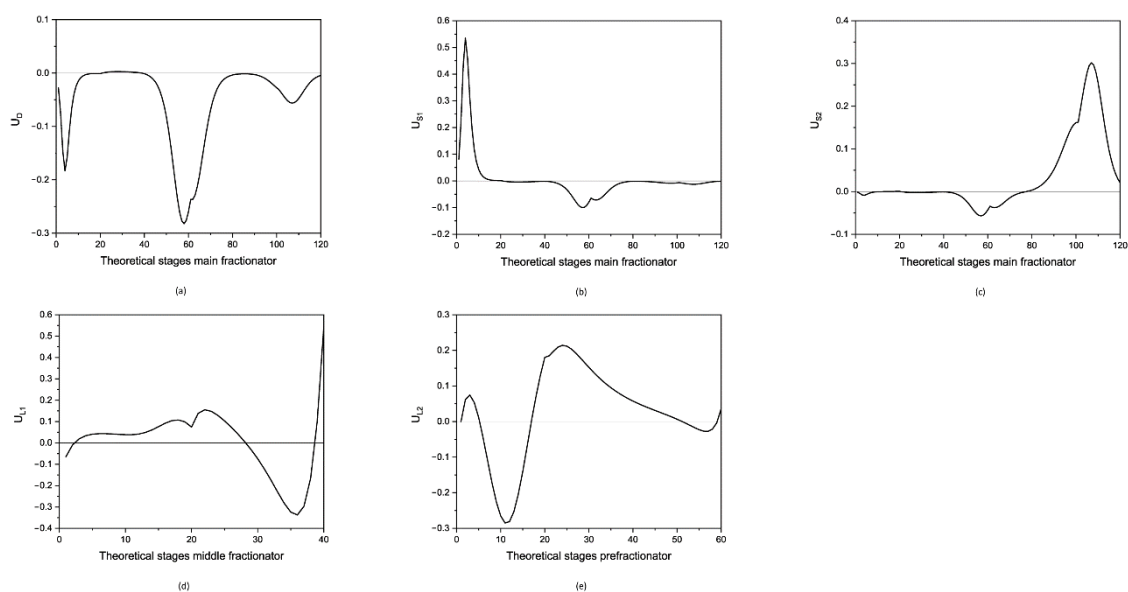 0.1
0.0
−0.1
−0.2
−0.3
U_D
0 20 40 60 80 100 120
Theoretical stages main fractionator
(a)
0.6
0.5
0.4
0.3
0.2
0.1
0.0
−0.1
−0.2
U_S1
0 20 40 60 80 100 120
Theoretical stages main fractionator
(b)
0.4
0.3
0.2
0.1
0.0
−0.1
U_S2
0 20 40 60 80 100 120
Theoretical stages main fractionator
(c)
0.6
0.5
0.4
0.3
0.2
0.1
0.0
−0.1
−0.2
−0.3
−0.4
U_L1
0 10 20 30 40
Theoretical stages middle fractionator
(d)
0.3
0.2
0.1
0.0
−0.1
−0.2
−0.3
U_L2
0 10 20 30 40 50 60
Theoretical stages prefractionator
(e)